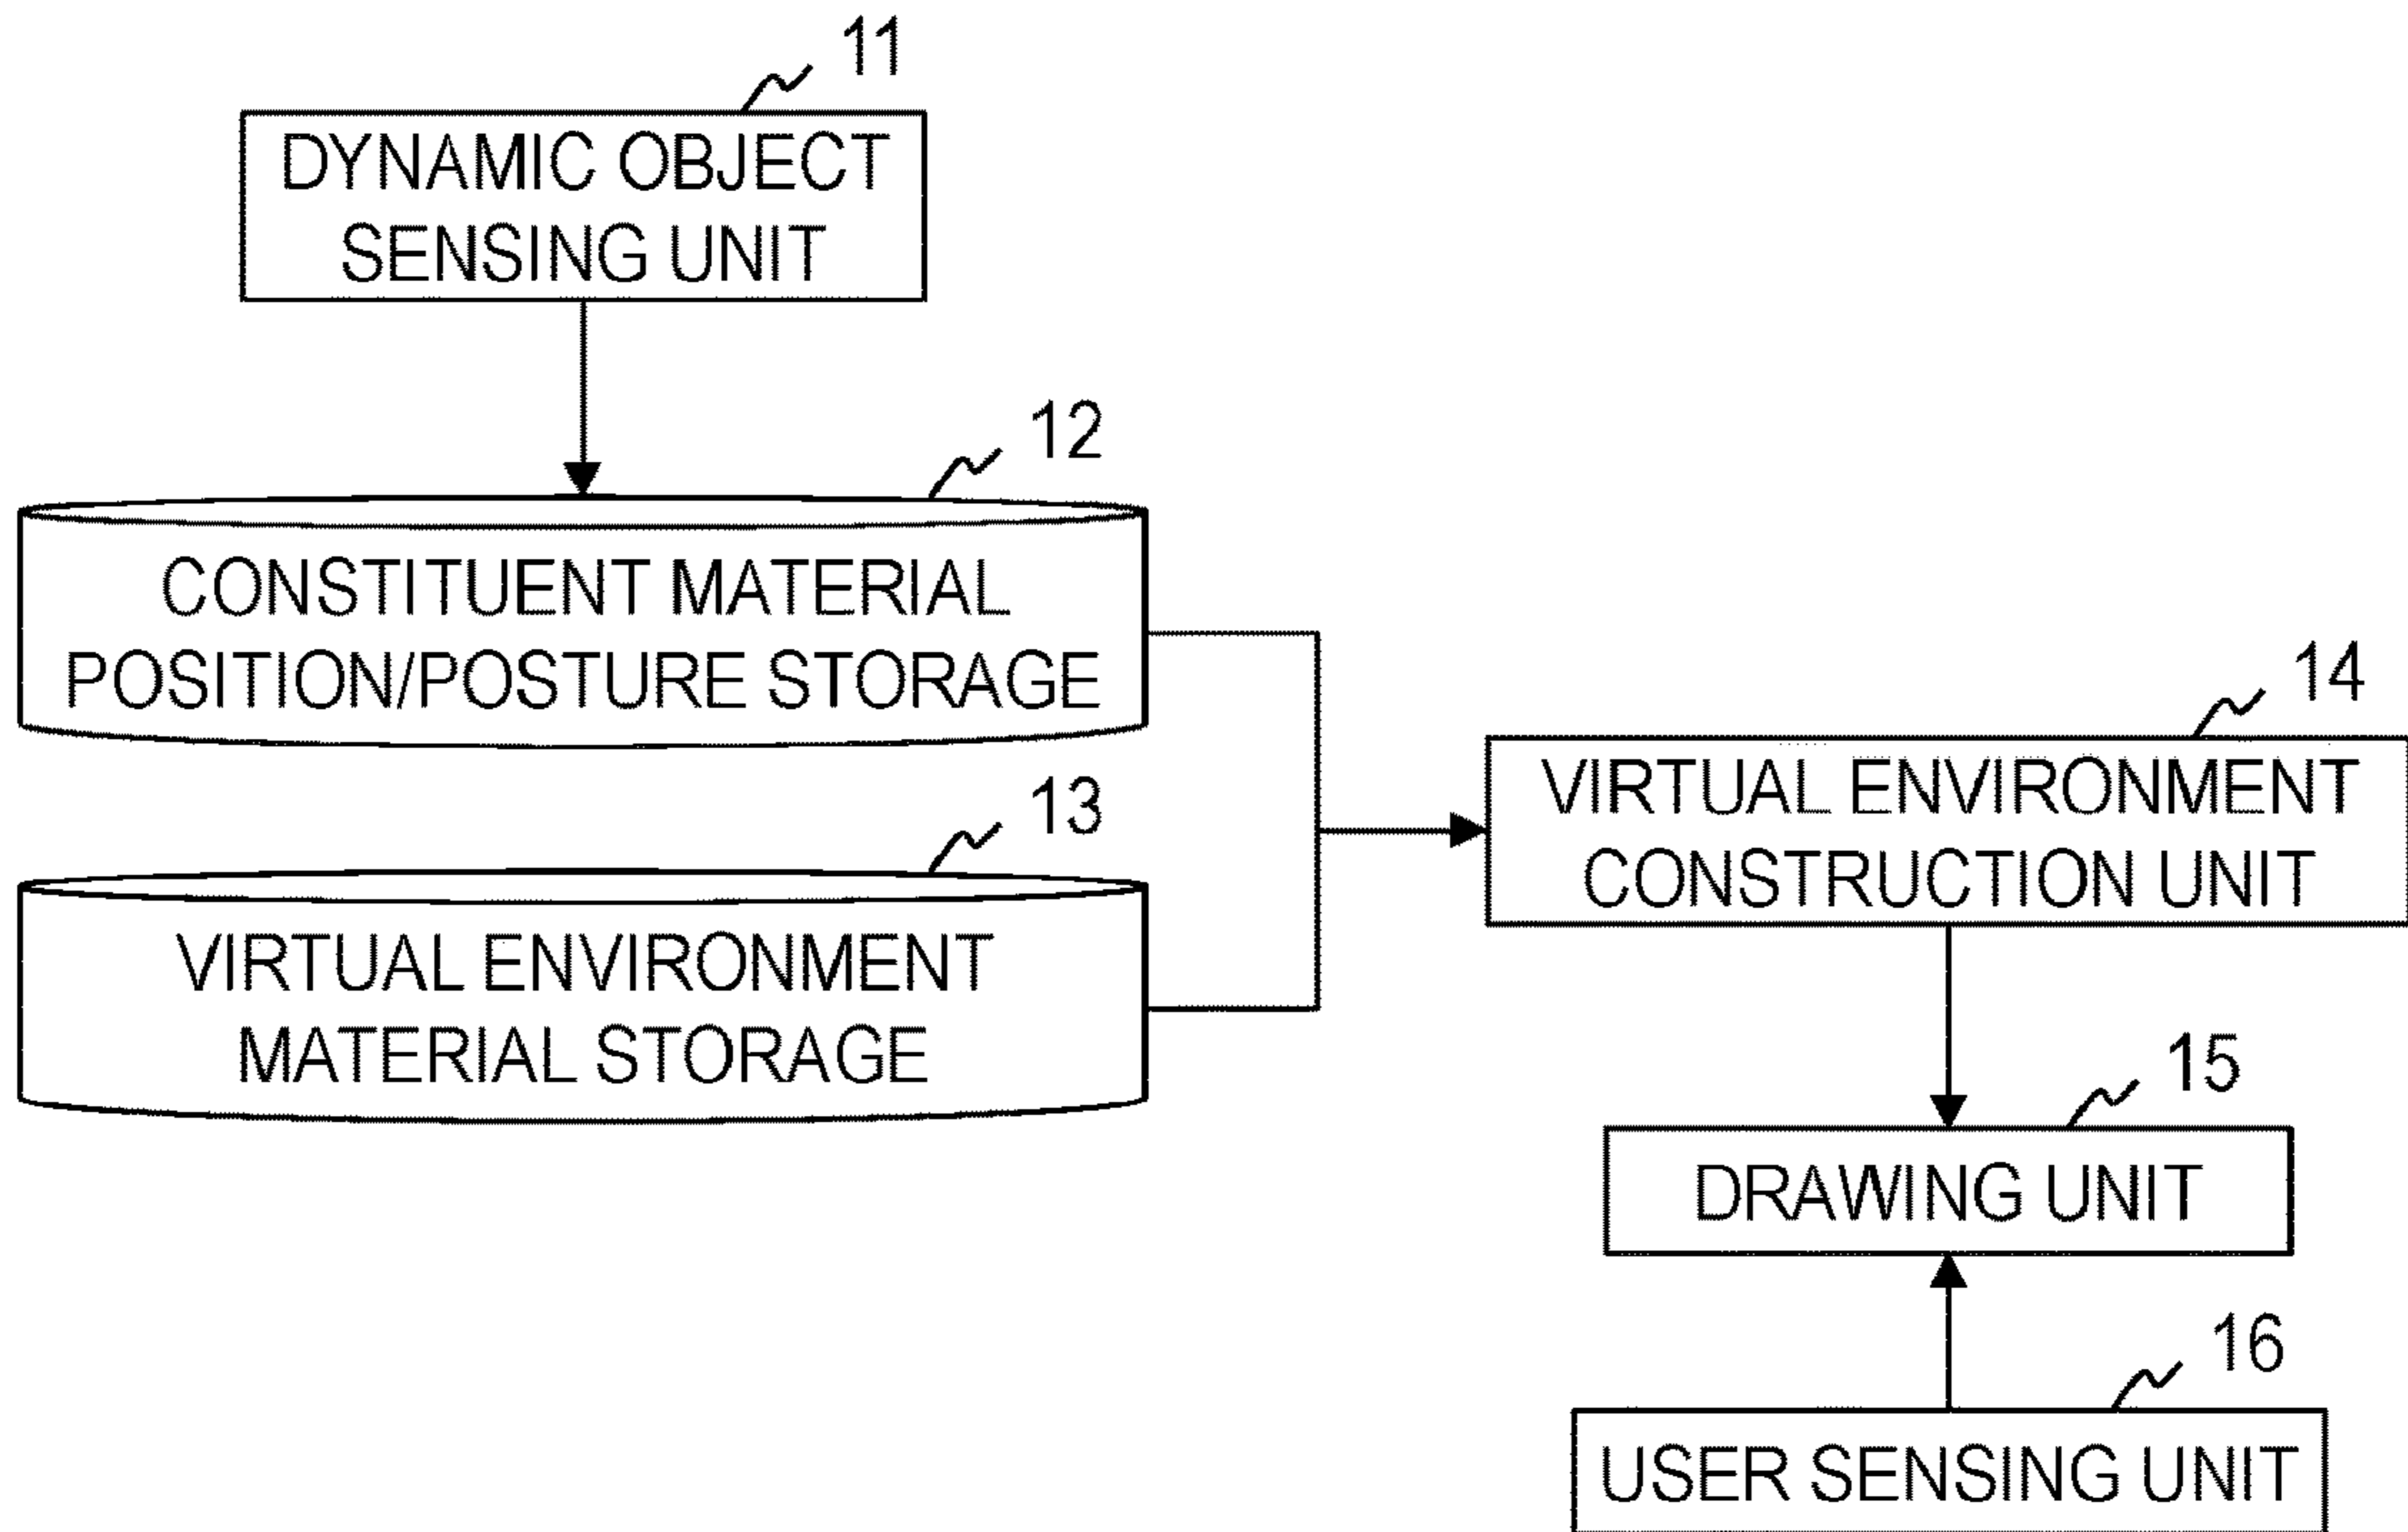 11
DYNAMIC OBJECT
SENSING UNIT
12
CONSTITUENT MATERIAL
POSITION/POSTURE STORAGE
13
VIRTUAL ENVIRONMENT
MATERIAL STORAGE
14
VIRTUAL ENVIRONMENT
CONSTRUCTION UNIT
15
DRAWING UNIT
16
USER SENSING UNIT